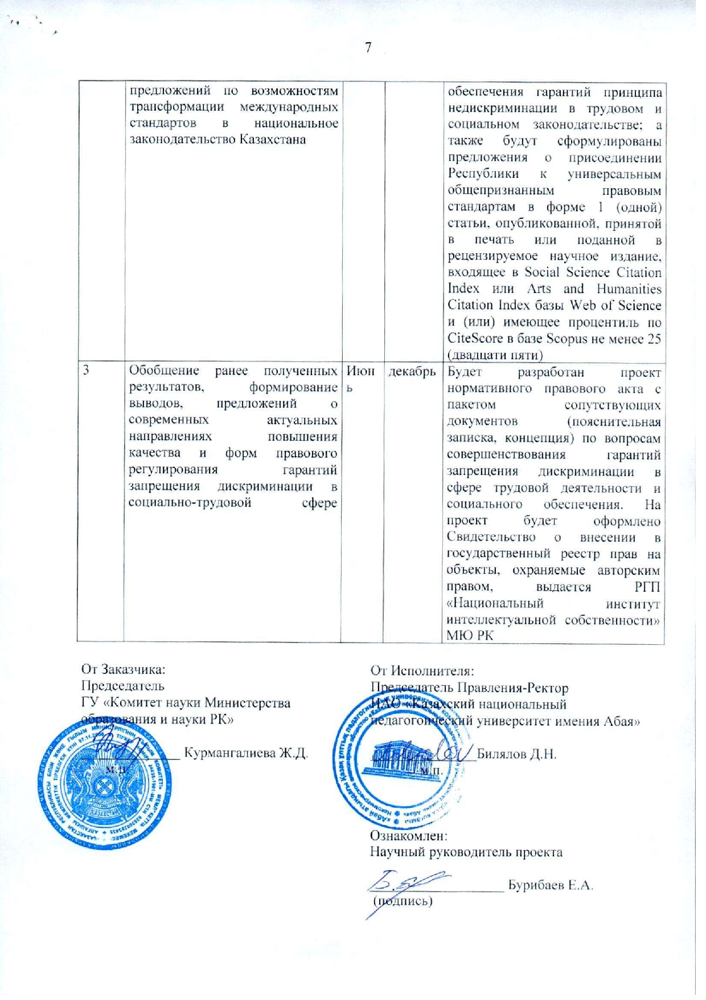 7
предложений по возможностям
трансформации международных
стандартов в национальное
законодательство Казахстана
обеспечения гарантий принципа
недискриминации в трудовом и
социальном законодательстве; а
также будут сформулированы
предложения о присоединении
Республики к универсальным
общепризнанным правовым
стандартам в форме 1 (одной)
статьи, опубликованной, принятой
в печать или поданной в
рецензируемое научное издание,
входящее в Social Science Citation
Index или Arts and Humanities
Citation Index базы Web of Science
и (или) имеющее процентиль по
CiteScore в базе Scopus не менее 25
(двадцати пяти)
3
Обобщение ранее полученных
результатов, формирование
выводов, предложений о
современных актуальных
направлениях повышения
качества и форм правового
регулирования гарантий
запрещения дискриминации в
социально-трудовой сфере
Июн
ь
декабрь
Будет разработан проект
нормативного правового акта с
пакетом сопутствующих
документов (пояснительная
записка, концепция) по вопросам
совершенствования гарантий
запрещения дискриминации в
сфере трудовой деятельности и
социального обеспечения. На
проект будет оформлено
Свидетельство о внесении в
государственный реестр прав на
объекты, охраняемые авторским
правом, выдается РГП
«Национальный институт
интеллектуальной собственности»
МЮ РК
От Заказчика:
Председатель
ГУ «Комитет науки Министерства
образования и науки РК»
Курмангалиева Ж.Д.
м.п.
ҚАЗАҚСТАН
От Исполнителя:
Председатель Правления-Ректор
НАО «Казахский национальный
педагогоический университет имения Абая»
Билялов Д.Н.
м.п.
Ознакомлен:
Научный руководитель проекта
Бурибаев Е.А.
(подпись)